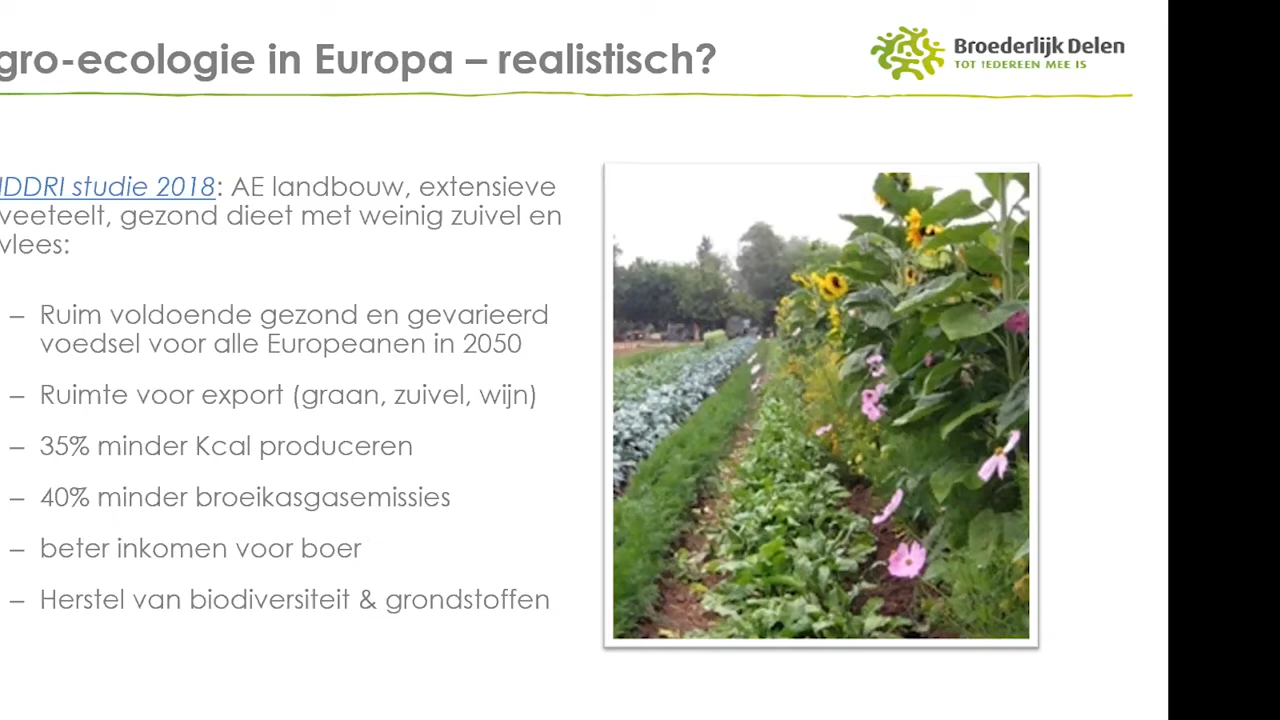 gro-ecologie in Europa – realistisch?
Broederlijk Delen
TOT IEDEREEN MEE IS
IDDRI studie 2018: AE landbouw, extensieve
veeteelt, gezond dieet met weinig zuivel en
vlees:
– Ruim voldoende gezond en gevarieerd
voedsel voor alle Europeanen in 2050
– Ruimte voor export (graan, zuivel, wijn)
– 35% minder Kcal produceren
– 40% minder broeikasgasemissies
– beter inkomen voor boer
– Herstel van biodiversiteit & grondstoffen